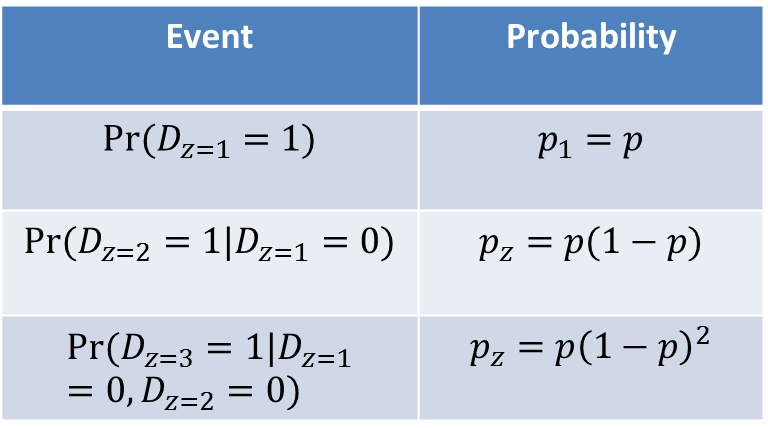 Event Probability
Pr(D_{z=1} = 1) p_1 = p
Pr(D_{z=2} = 1|D_{z=1} = 0) p_z = p(1 − p)
Pr(D_{z=3} = 1|D_{z=1} p_z = p(1 − p)^2
= 0, D_{z=2} = 0)